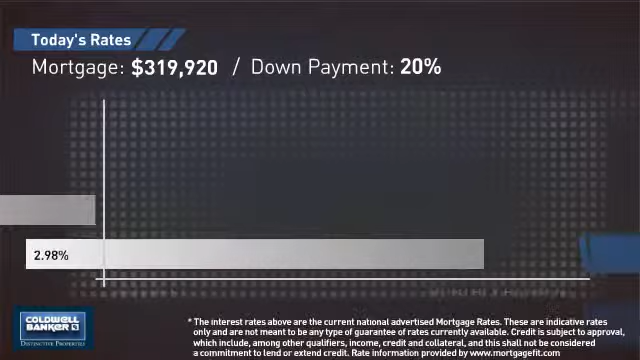 Today's Rates
Mortgage: $319,920 / Down Payment: 20%
2.98%
COLDWELL
BANKER
DISTINCTIVE PROPERTIES
* The interest rates above are the current national advertised Mortgage Rates. These are indicative rates
only and are not meant to be any type of guarantee of rates currently available. Credit is subject to approval,
which include, among other qualifiers, income, credit and collateral, and this shall not be considered
a commitment to lend or extend credit. Rate information provided by www.mortgagefit.com